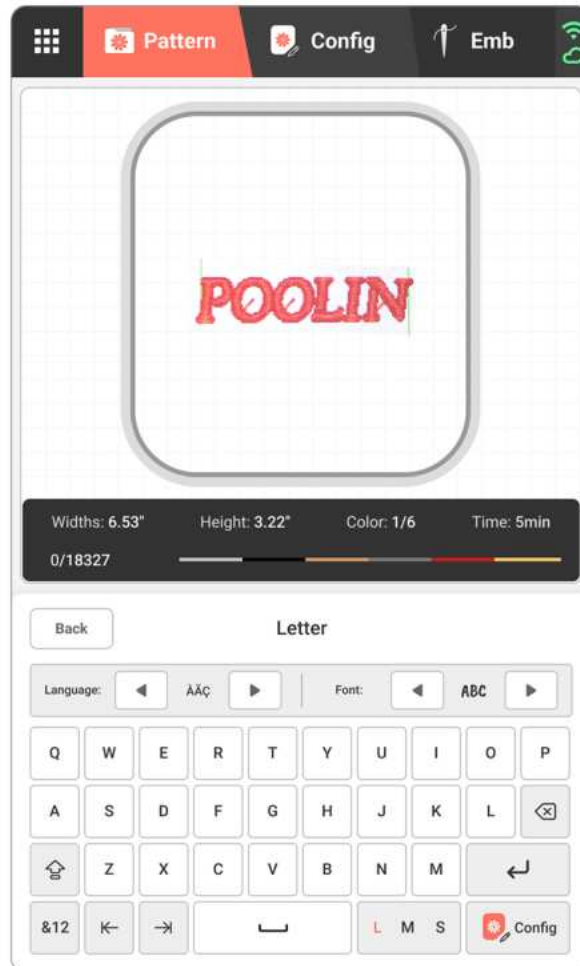 Pattern Config Emb
POOLIN
Widths: 6.53" Height: 3.22" Color: 1/6 Time: 5min
0/18327
Back Letter
Language: ÀÄÇ Font: ABC
Q W E R T Y U I O P
A S D F G H J K L
Z X C V B N M
&12 L M S Config